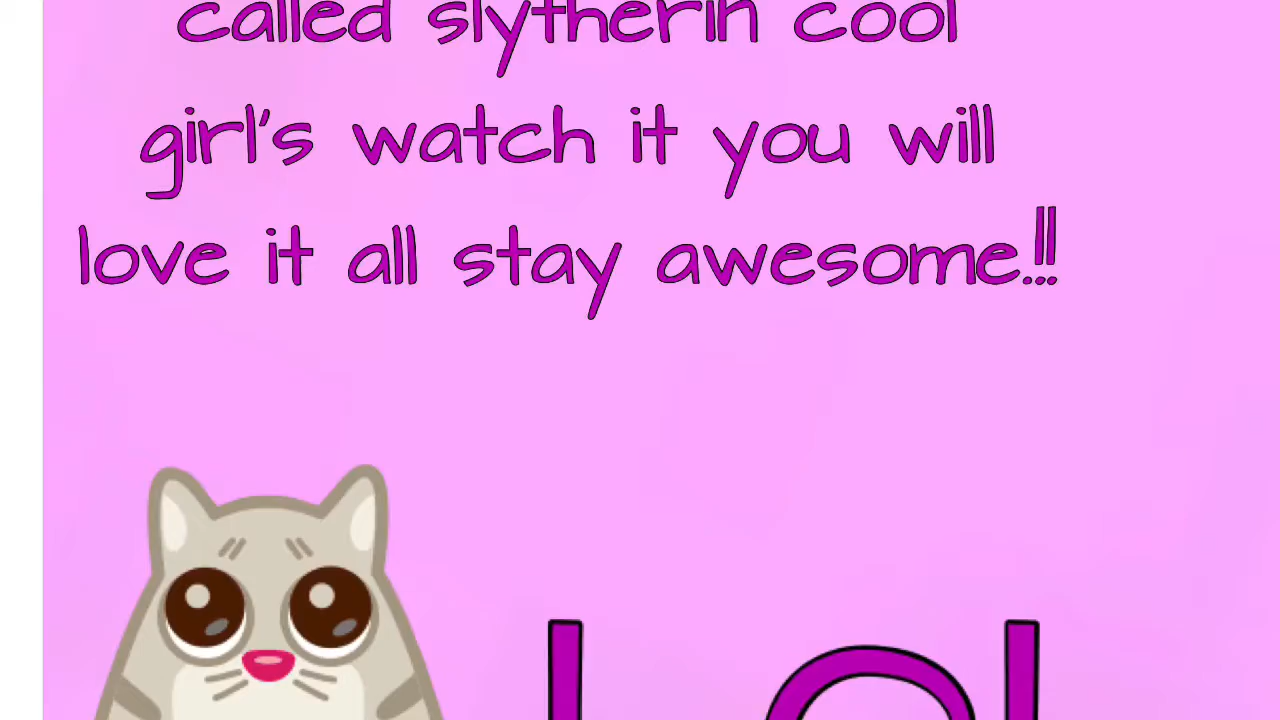 called slytherin cool
girl's watch it you will
love it all stay awesome!!!